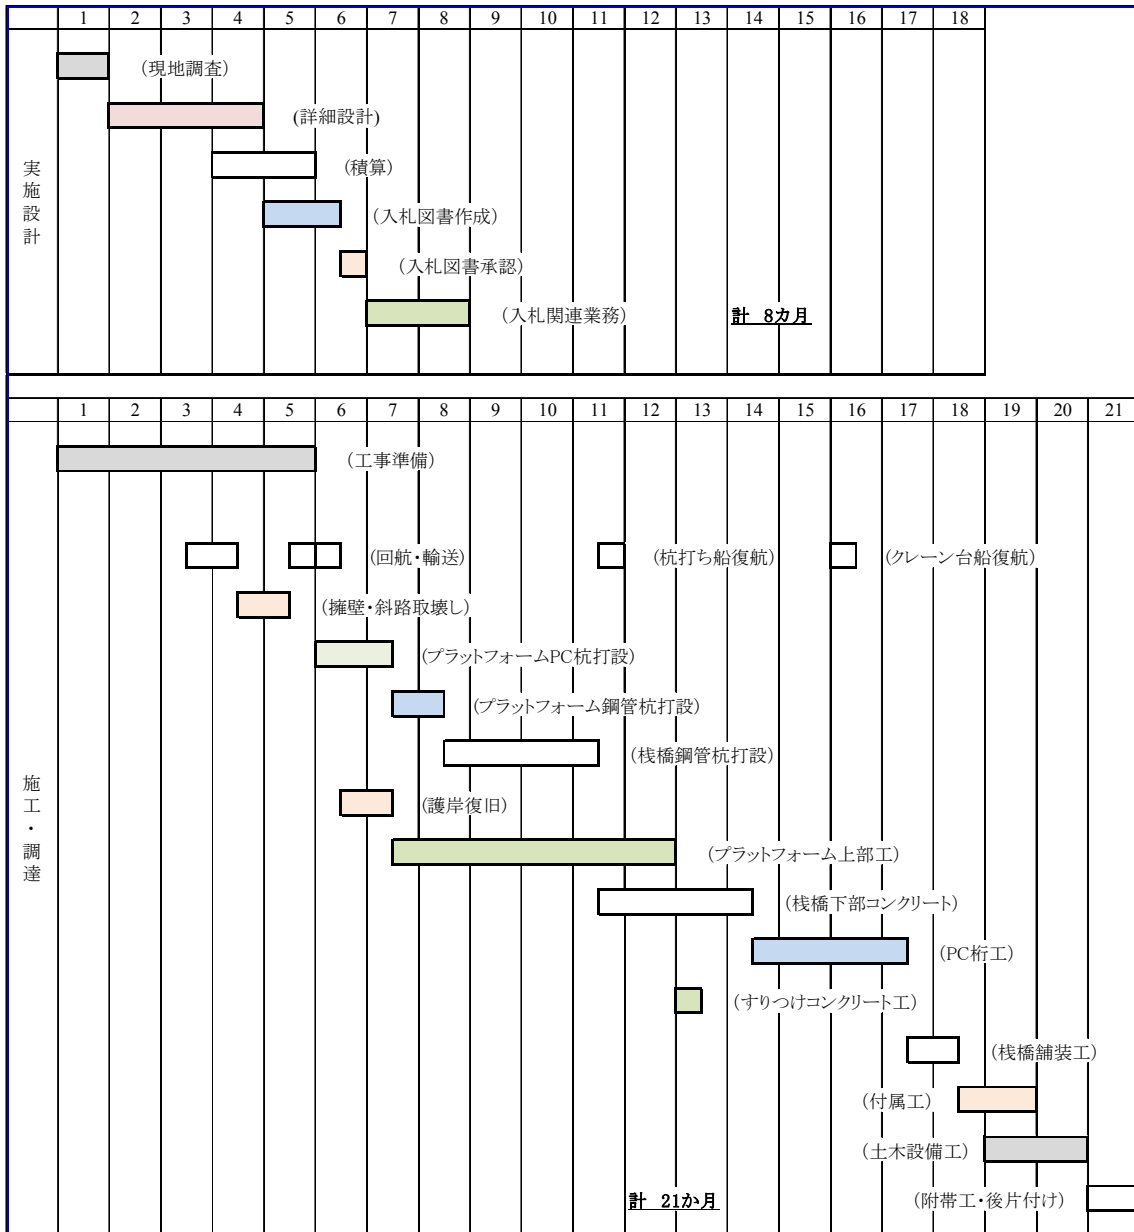 1 2 3 4 5 6 7 8 9 10 11 12 13 14 15 16 17 18
実施設計
(現地調査)
(詳細設計)
(積算)
(入札図書作成)
(入札図書承認)
(入札関連業務)
計 8カ月
1 2 3 4 5 6 7 8 9 10 11 12 13 14 15 16 17 18 19 20 21
施工・調達
(工事準備)
(回航・輸送) (杭打ち船復航) (クレーン台船復航)
(擁壁・斜路取壊し)
(プラットフォームPC杭打設)
(プラットフォーム鋼管杭打設)
(桟橋鋼管杭打設)
(護岸復旧)
(プラットフォーム上部工)
(桟橋下部コンクリート)
(PC桁工)
(すりつけコンクリート工)
(桟橋舗装工)
(付属工)
(土木設備工)
(附帯工・後片付け)
計 21か月